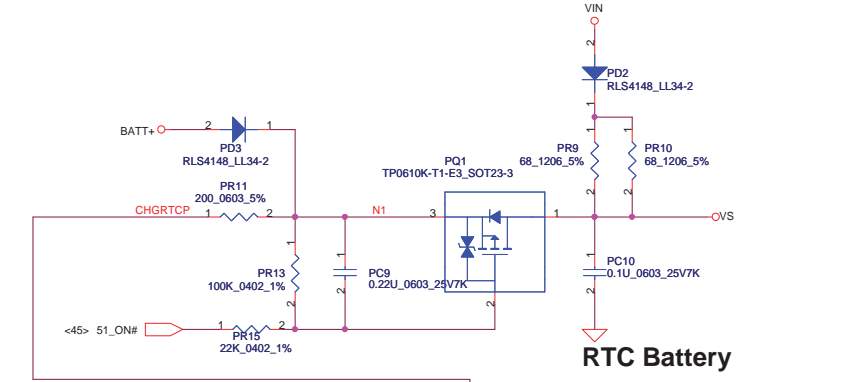 VIN
2
PD2
RLS4148_LL34-2
1
BATT+
2
1
PD3
RLS4148_LL34-2
1
1
PR9
68_1206_5%
PR10
68_1206_5%
2
2
PQ1
TP0610K-T1-E3_SOT23-3
PR11
200_0603_5%
CHGRTCP
1
2
N1
3
1
VS
1
PR13
100K_0402_1%
2
1
PC9
0.22U_0603_25V7K
2
2
1
PC10
0.1U_0603_25V7K
2
<45> 51_ON#
1
2
PR15
22K_0402_1%
RTC Battery